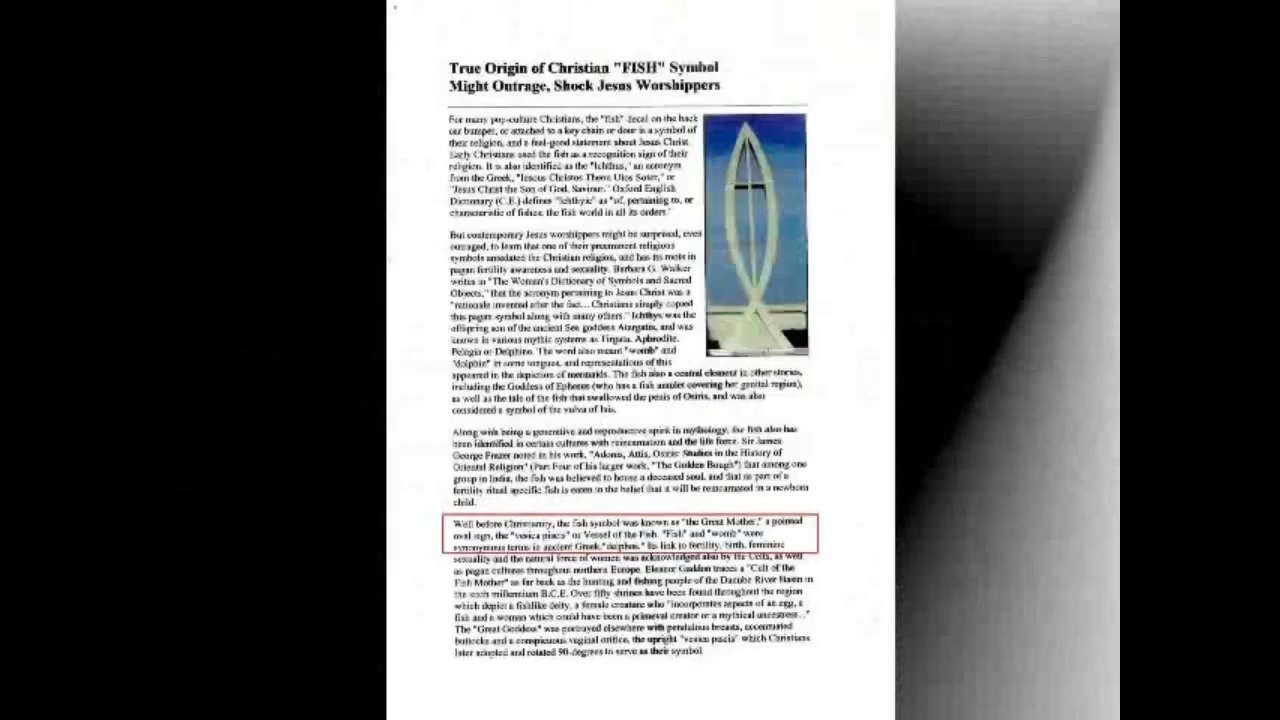 True Origin of Christian "FISH" Symbol
Might Outrage, Shock Jesus Worshippers
For many pop-culture Christians, the "fish" decal on the back
car bumper, or attached to a key chain or door is a symbol of
their religion, and a feel-good statement about Jesus Christ.
Early Christians used the fish as a recognition sign of their
religion. It is also identified as the "Ichthus," an acronym
from the Greek, "Iesous Christos Theou Uios Soter," or
"Jesus Christ the Son of God, Saviour." Oxford English
Dictionary (C.E.) defines "ichthyic" as "of, pertaining to, or
characteristic of fishes; the fish world in all its orders."
But contemporary Jesus worshippers might be surprised, even
outraged, to learn that one of their preeminent religious
symbols antedated the Christian religion, and has its roots in
pagan fertility awareness and sexuality. Barbara G. Walker
writes in "The Woman's Dictionary of Symbols and Sacred
Objects," that the acronym pertaining to Jesus Christ was a
"rationale invented after the fact... Christians simply copied
this pagan symbol along with many others." Ichthys was the
offspring son of the ancient Sea goddess Atargatis, and was
known in various mythic systems as Tirgata, Aphrodite,
Pelagia or Delphine. The word also meant "womb" and
"dolphin" in some tongues, and representations of this
appeared in the depiction of mermaids. The fish also a central element in other stories,
including the Goddess of Ephesus (who has a fish amulet covering her genital region),
as well as the tale of the fish that swallowed the penis of Osiris, and was also
considered a symbol of the vulva of Isis.
Along with being a generative and reproductive spirit in mythology, the fish also has
been identified in certain cultures with reincarnation and the life force. Sir James
George Frazer noted in his work, "Adonis, Attis, Osiris: Studies in the History of
Oriental Religion" (Part Four of his larger work, "The Golden Bough") that among one
group in India, the fish was believed to house a deceased soul, and that as part of a
fertility ritual specific fish is eaten in the belief that it will be reincarnated in a newborn
child.
Well before Christianity, the fish symbol was known as "the Great Mother," a pointed
oval sign, the "vesica piscis" or Vessel of the Fish. "Fish" and "womb" were
synonymous terms in ancient Greek,"delphos." Its link to fertility, birth, feminine
sexuality and the natural force of women was acknowledged also by the Celts, as well
as pagan cultures throughout northern Europe. Eleanor Gaddon traces a "Cult of the
Fish Mother" as far back as the hunting and fishing people of the Danube River Basin in
the sixth millennium B.C.E. Over fifty shrines have been found throughout the region
which depict a fishlike deity, a female creature who "incorporates aspects of an egg, a
fish and a woman which could have been a primeval creator or a mythical ancestress..."
The "Great Goddess" was portrayed elsewhere with pendulous breasts, accentuated
buttocks and a conspicuous vaginal orifice, the upright "vesica piscis" which Christians
later adopted and rotated 90-degrees to serve as their symbol.